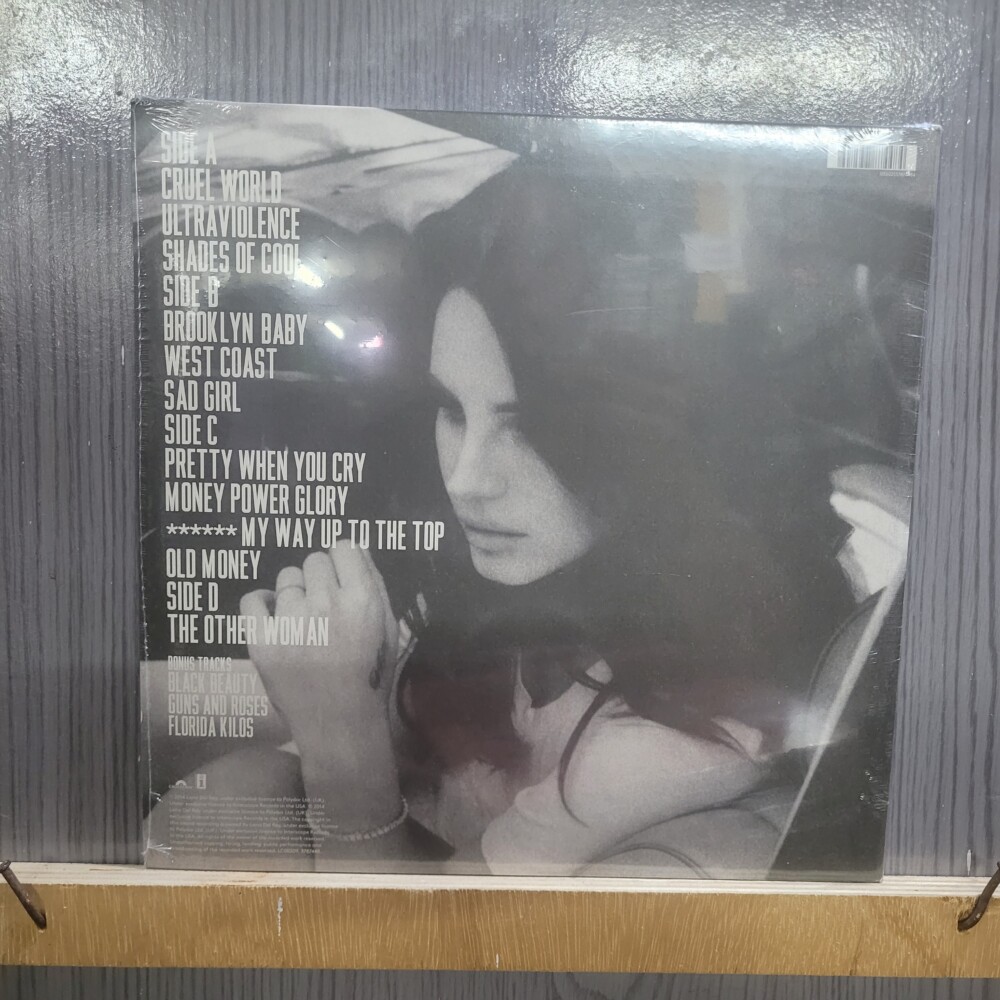 SIDE A
CRUEL WORLD
ULTRAVIOLENCE
SHADES OF COOL
SIDE B
BROOKLYN BABY
WEST COAST
SAD GIRL
SIDE C
PRETTY WHEN YOU CRY
MONEY POWER GLORY
****** MY WAY UP TO THE TOP
OLD MONEY
SIDE D
THE OTHER WOMAN
BONUS TRACKS
BLACK BEAUTY
GUNS AND ROSES
FLORIDA KILOS